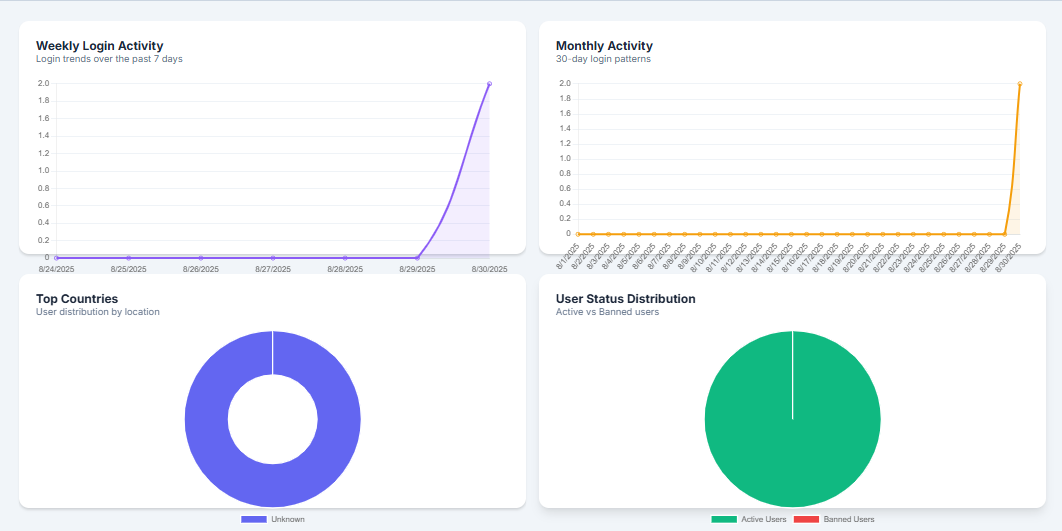 Weekly Login Activity
Login trends over the past 7 days
2.0
1.8
1.6
1.4
1.2
1.0
0.8
0.6
0.4
0.2
0
8/24/2025 8/25/2025 8/26/2025 8/27/2025 8/28/2025 8/29/2025 8/30/2025
Monthly Activity
30-day login patterns
2.0
1.8
1.6
1.4
1.2
1.0
0.8
0.6
0.4
0.2
0
8/1/2025 8/2/2025 8/3/2025 8/4/2025 8/5/2025 8/6/2025 8/7/2025 8/8/2025 8/9/2025 8/10/2025 8/11/2025 8/12/2025 8/13/2025 8/14/2025 8/15/2025 8/16/2025 8/17/2025 8/18/2025 8/19/2025 8/20/2025 8/21/2025 8/22/2025 8/23/2025 8/24/2025 8/25/2025 8/26/2025 8/27/2025 8/28/2025 8/29/2025 8/30/2025
Top Countries
User distribution by location
Unknown
User Status Distribution
Active vs Banned users
Active Users Banned Users